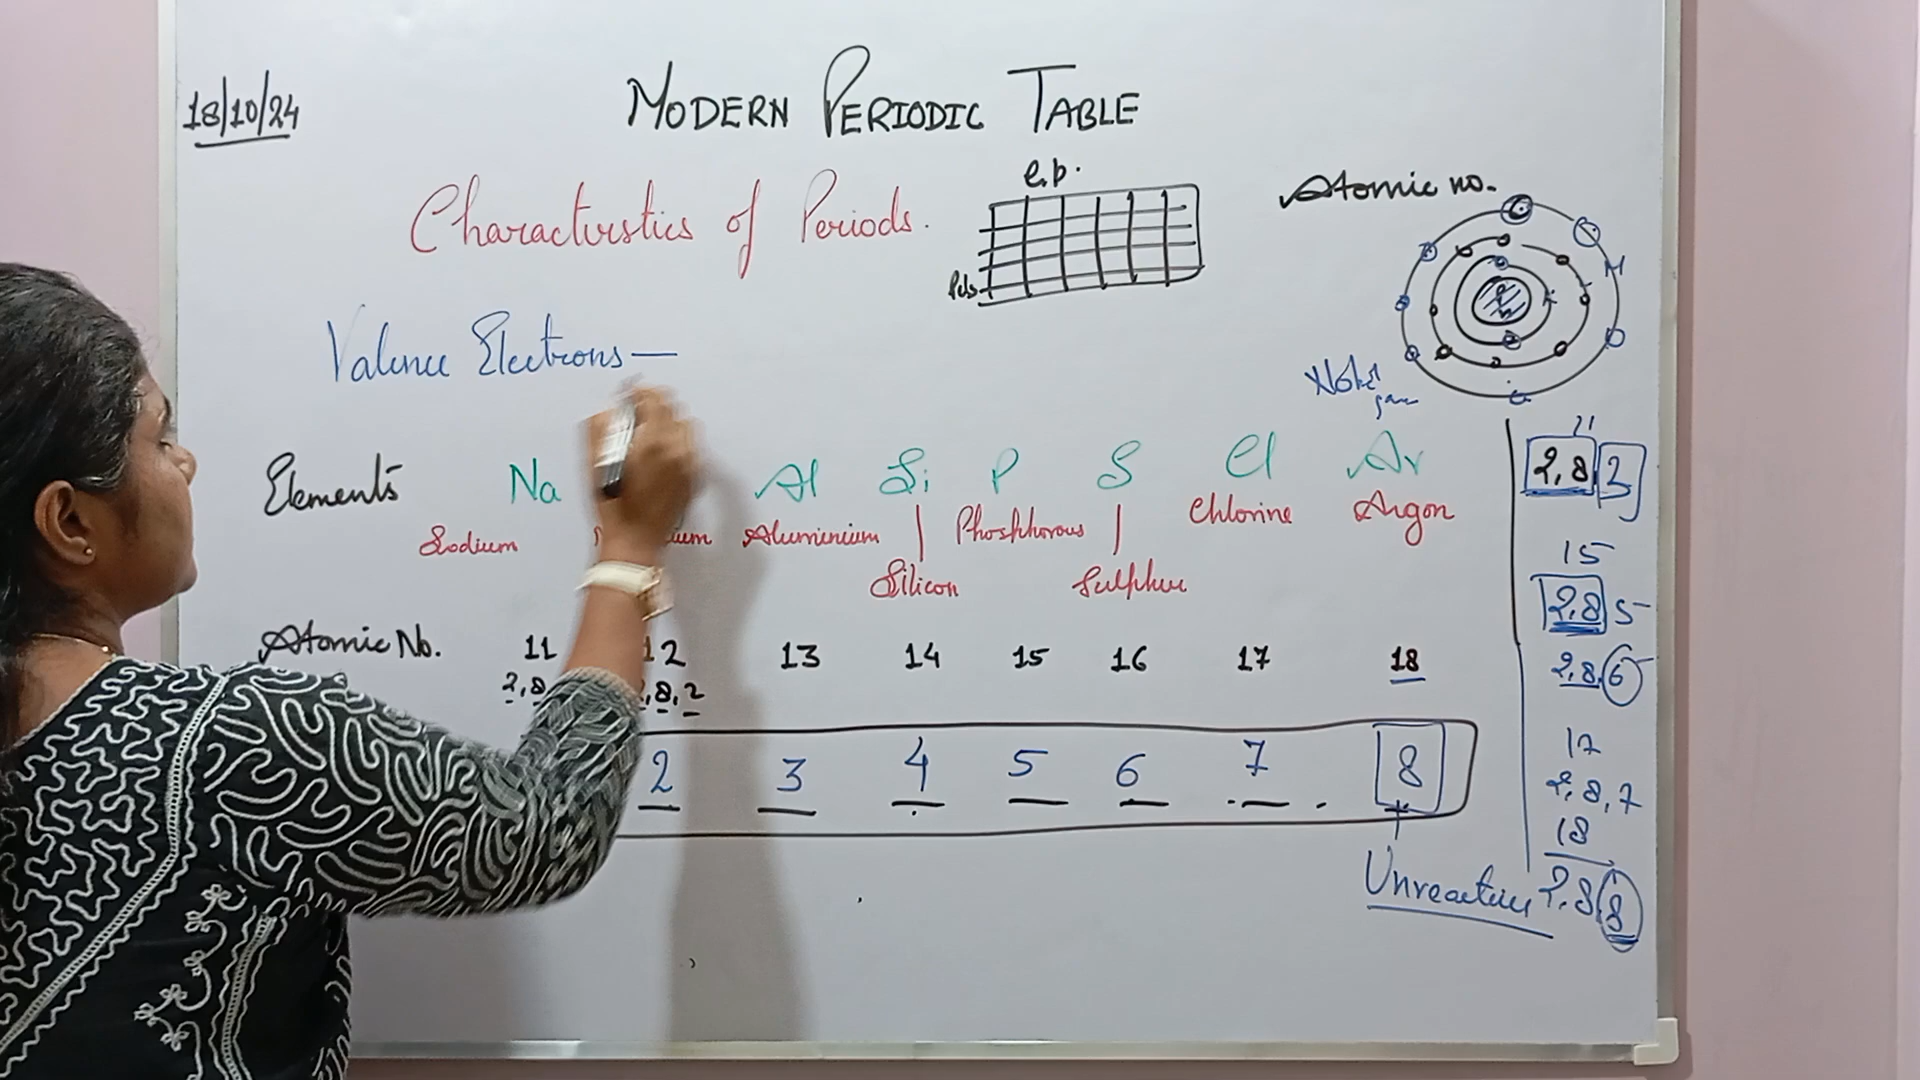 18/10/24
MODERN PERIODIC TABLE
Characteristics of Periods.
e.p.
Atomic no.
Valence Electrons —
Elements Na Al Si P S Cl Ar
Sodium Aluminium Phosphorous Chlorine Argon
Silicon Sulphur
Atomic No. 11 12 13 14 15 16 17 18
2,8 ,8,2
2 3 4 5 6 7 8
Unreactive
11
2,8,3
15
2,8 5
2,8,6
17
2,8,7
18
2,8,8